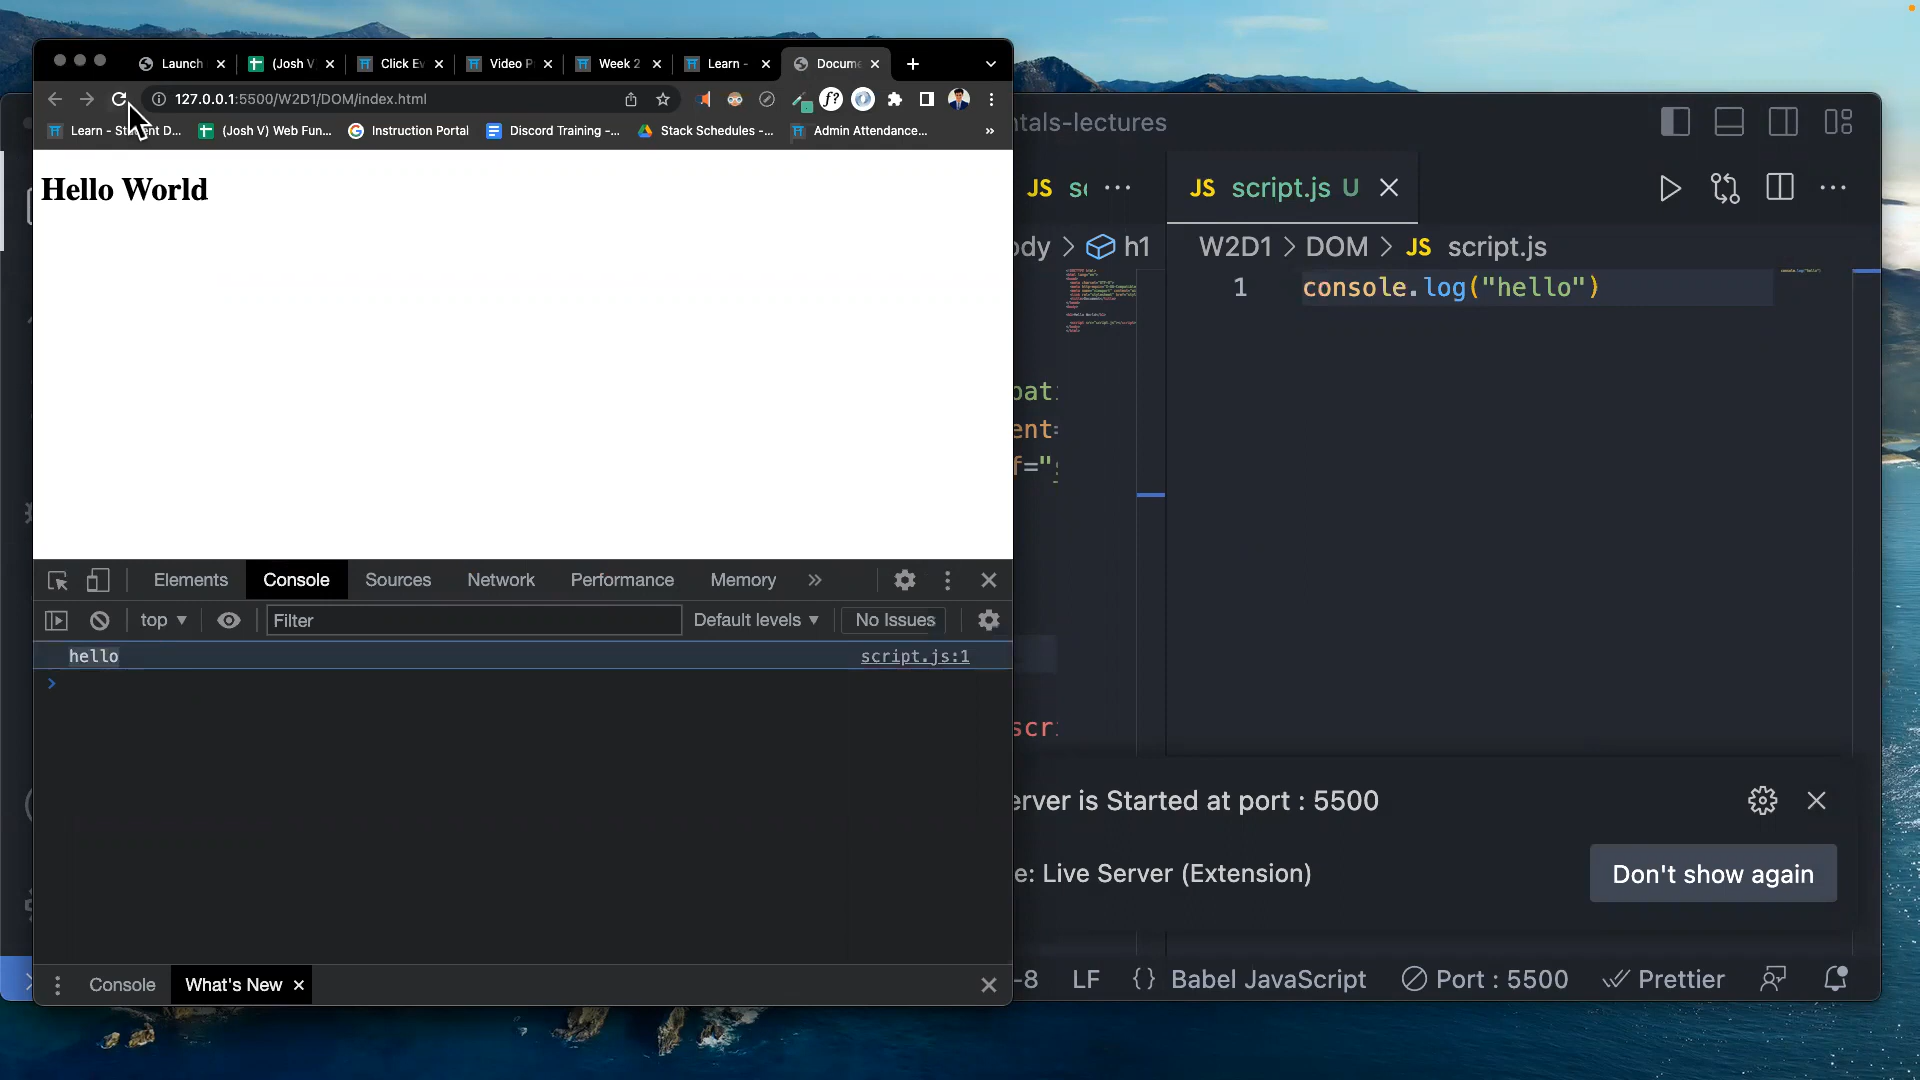 Launch
(Josh V
Click Ev
Video P
Week 2
Learn -
Docume
127.0.0.1:5500/W2D1/DOM/index.html
Learn - Student D...
(Josh V) Web Fun...
Instruction Portal
Discord Training -...
Stack Schedules -...
Admin Attendance...
»
Hello World
Elements
Console
Sources
Network
Performance
Memory
»
top
Filter
Default levels
No Issues
hello
script.js:1
>
Console
What's New
ntals-lectures
JS
JS script.js U
ody > h1
W2D1 > DOM > JS script.js
1 console.log("hello")
pat
ent=
f="
scr
erver is Started at port : 5500
e: Live Server (Extension)
Don't show again
-8
LF
{} Babel JavaScript
Port : 5500
Prettier